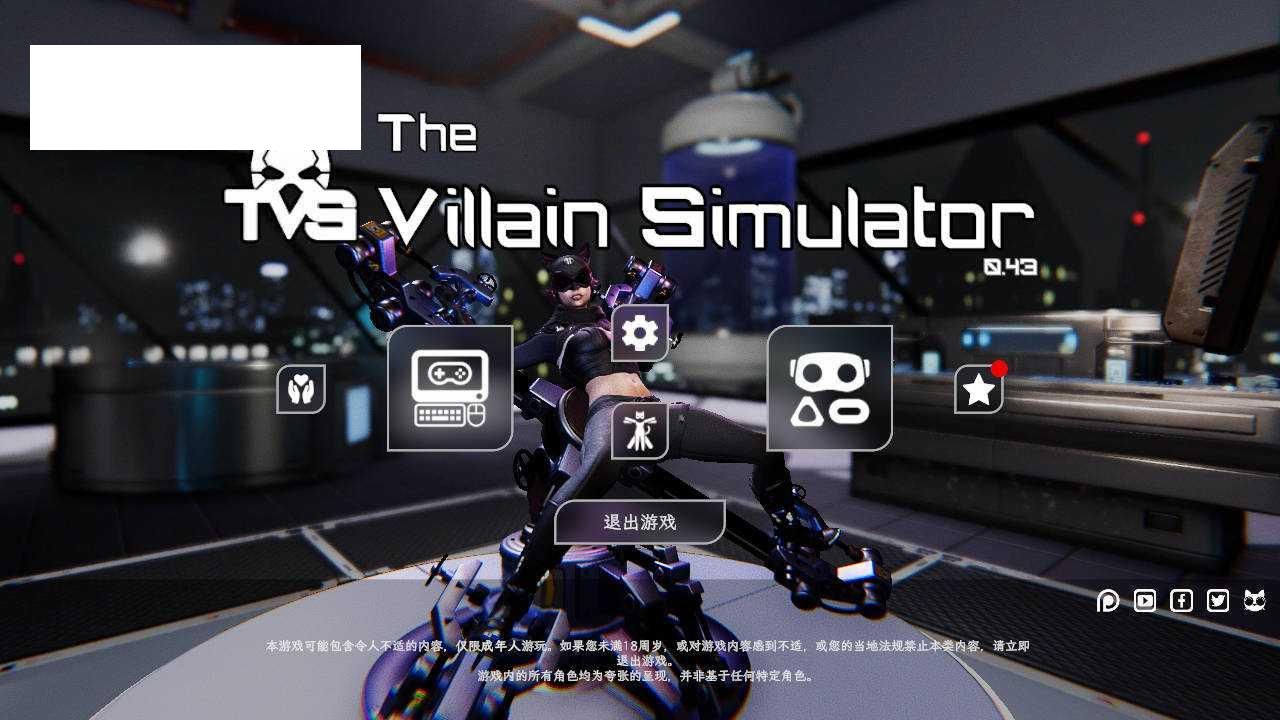 The
TVS Villain Simulator
0.43
退出游戏
本游戏可能包含令人不适的内容，仅限成年人游玩。如果您未满18周岁，或对游戏内容感到不适，或您的当地法规禁止本类内容，请立即
退出游戏。
游戏内的所有角色均为夸张的呈现，并非基于任何特定角色。